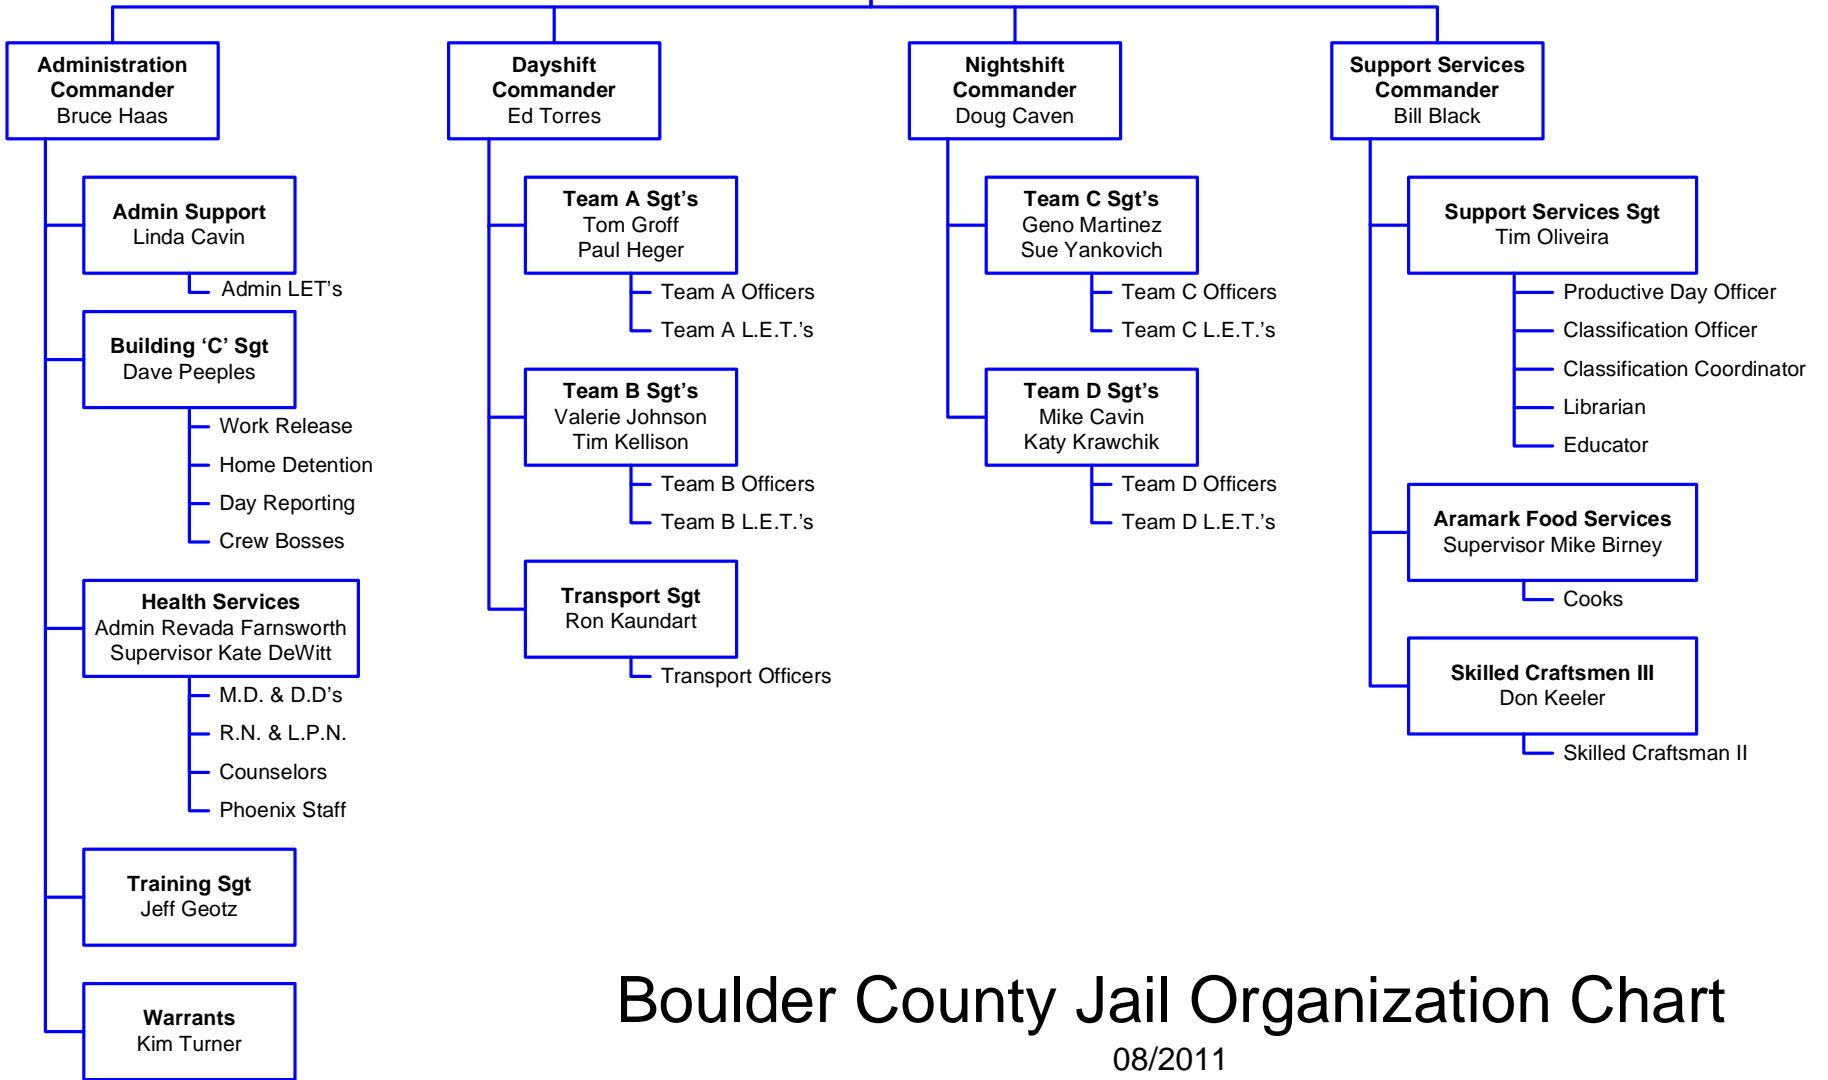 Administration
Commander
Bruce Haas
Admin Support
Linda Cavin
Admin LET's
Building ‘C’ Sgt
Dave Peeples
Work Release
Home Detention
Day Reporting
Crew Bosses
Health Services
Admin Revada Farnsworth
Supervisor Kate DeWitt
M.D. & D.D's
R.N. & L.P.N.
Counselors
Phoenix Staff
Training Sgt
Jeff Geotz
Warrants
Kim Turner
Dayshift
Commander
Ed Torres
Team A Sgt’s
Tom Groff
Paul Heger
Team A Officers
Team A L.E.T.’s
Team B Sgt’s
Valerie Johnson
Tim Kellison
Team B Officers
Team B L.E.T.’s
Transport Sgt
Ron Kaundart
Transport Officers
Nightshift
Commander
Doug Caven
Team C Sgt’s
Geno Martinez
Sue Yankovich
Team C Officers
Team C L.E.T.’s
Team D Sgt’s
Mike Cavin
Katy Krawchik
Team D Officers
Team D L.E.T.’s
Support Services
Commander
Bill Black
Support Services Sgt
Tim Oliveira
Productive Day Officer
Classification Officer
Classification Coordinator
Librarian
Educator
Aramark Food Services
Supervisor Mike Birney
Cooks
Skilled Craftsmen III
Don Keeler
Skilled Craftsman II
Boulder County Jail Organization Chart
08/2011